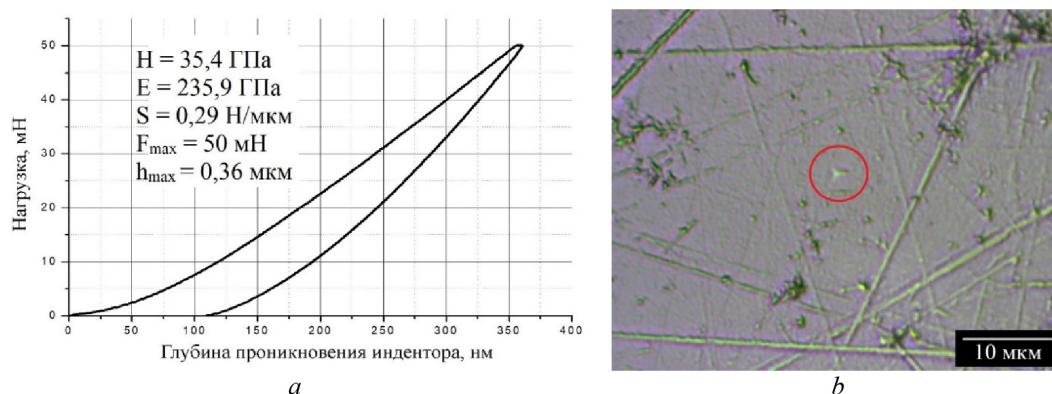 50
40
30
20
10
0
Нагрузка, мН
H = 35,4 ГПа
E = 235,9 ГПа
S = 0,29 Н/мкм
Fmax = 50 мН
hmax = 0,36 мкм
0 50 100 150 200 250 300 350 400
Глубина проникновения индентора, нм
a
10 мкм
b